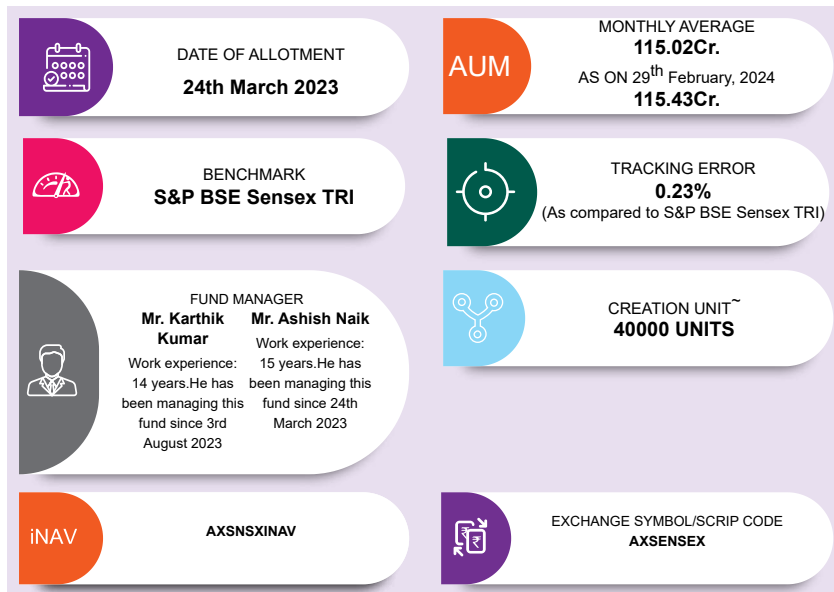 DATE OF ALLOTMENT
24th March 2023
AUM
MONTHLY AVERAGE
115.02Cr.
AS ON 29th February, 2024
115.43Cr.
BENCHMARK
S&P BSE Sensex TRI
TRACKING ERROR
0.23%
(As compared to S&P BSE Sensex TRI)
FUND MANAGER
Mr. Karthik
Kumar
Work experience:
14 years.He has
been managing this
fund since 3rd
August 2023
Mr. Ashish Naik
Work experience:
15 years.He has
been managing this
fund since 24th
March 2023
CREATION UNIT~
40000 UNITS
iNAV
AXSNSXINAV
₹
₹
EXCHANGE SYMBOL/SCRIP CODE
AXSENSEX